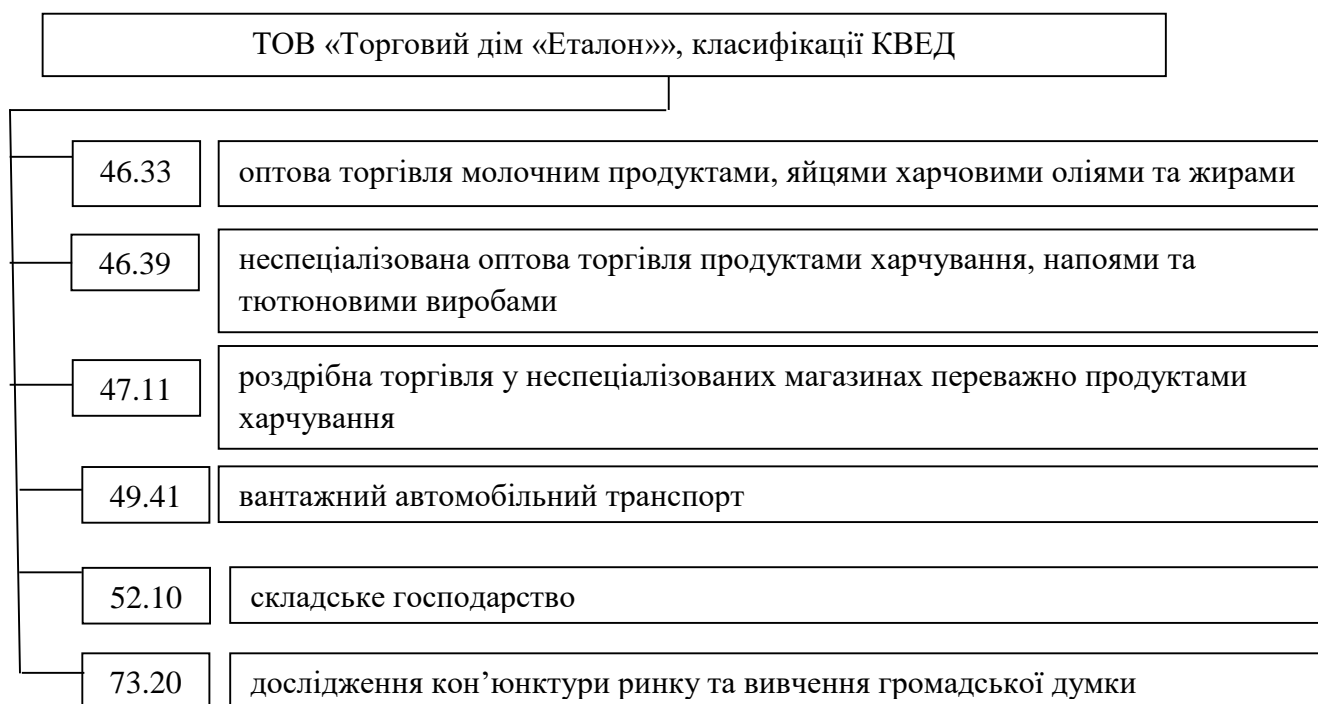 ТОВ «Торговий дім «Еталон»», класифікації КВЕД
46.33 оптова торгівля молочним продуктами, яйцями харчовими оліями та жирами
46.39 неспеціалізована оптова торгівля продуктами харчування, напоями та
тютюновими виробами
47.11 роздрібна торгівля у неспеціалізованих магазинах переважно продуктами
харчування
49.41 вантажний автомобільний транспорт
52.10 складське господарство
73.20 дослідження кон’юнктури ринку та вивчення громадської думки